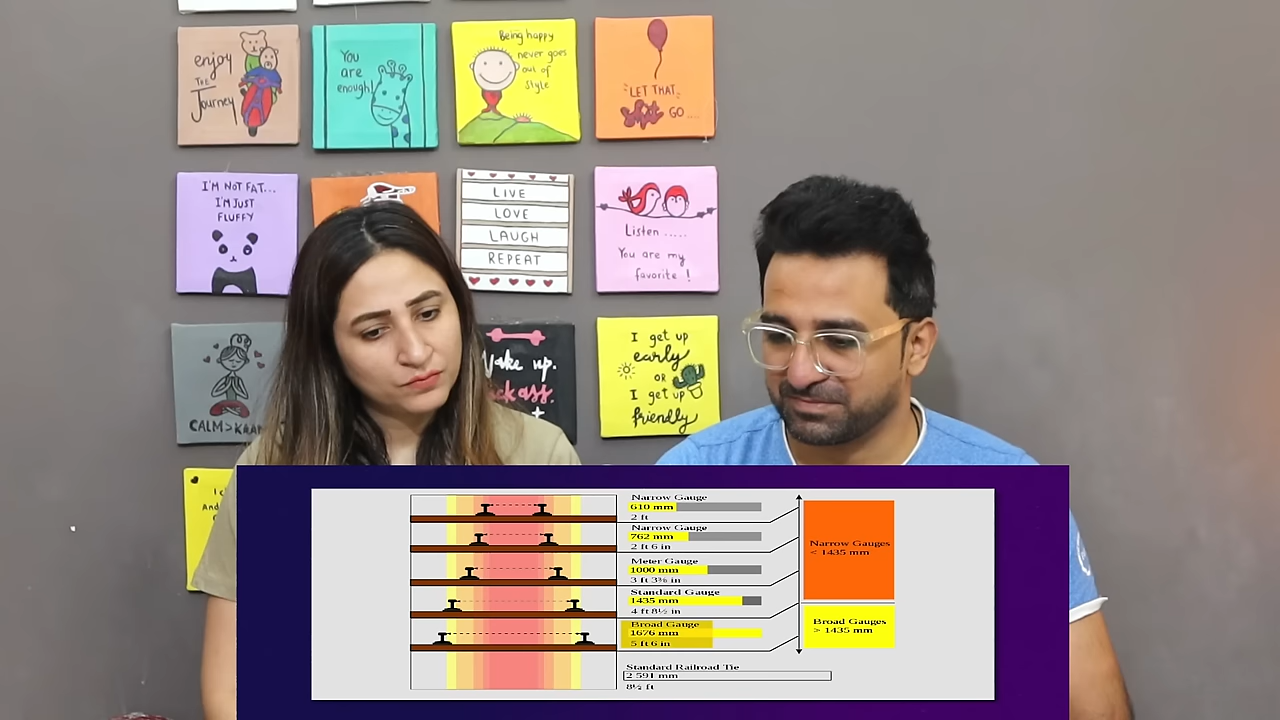 enjoy
THE
Journey
You
are
enough!
Being happy
never goes
out of
style
LET THAT
GO ....
I'M NOT FAT...
I'M JUST
FLUFFY
LIVE
LOVE
LAUGH
REPEAT
Listen .....
You are my
favorite !
CALM>
up.
I get up
early
OR
I get up
friendly
Narrow Gauge
610 mm
2 ft
Narrow Gauge
762 mm
2 ft 6 in
Meter Gauge
1000 mm
3 ft 3⅜ in
Standard Gauge
1435 mm
4 ft 8½ in
Broad Gauge
1676 mm
5 ft 6 in
Standard Railroad Tie
2 591 mm
8½ ft
Narrow Gauges
< 1435 mm
Broad Gauges
> 1435 mm